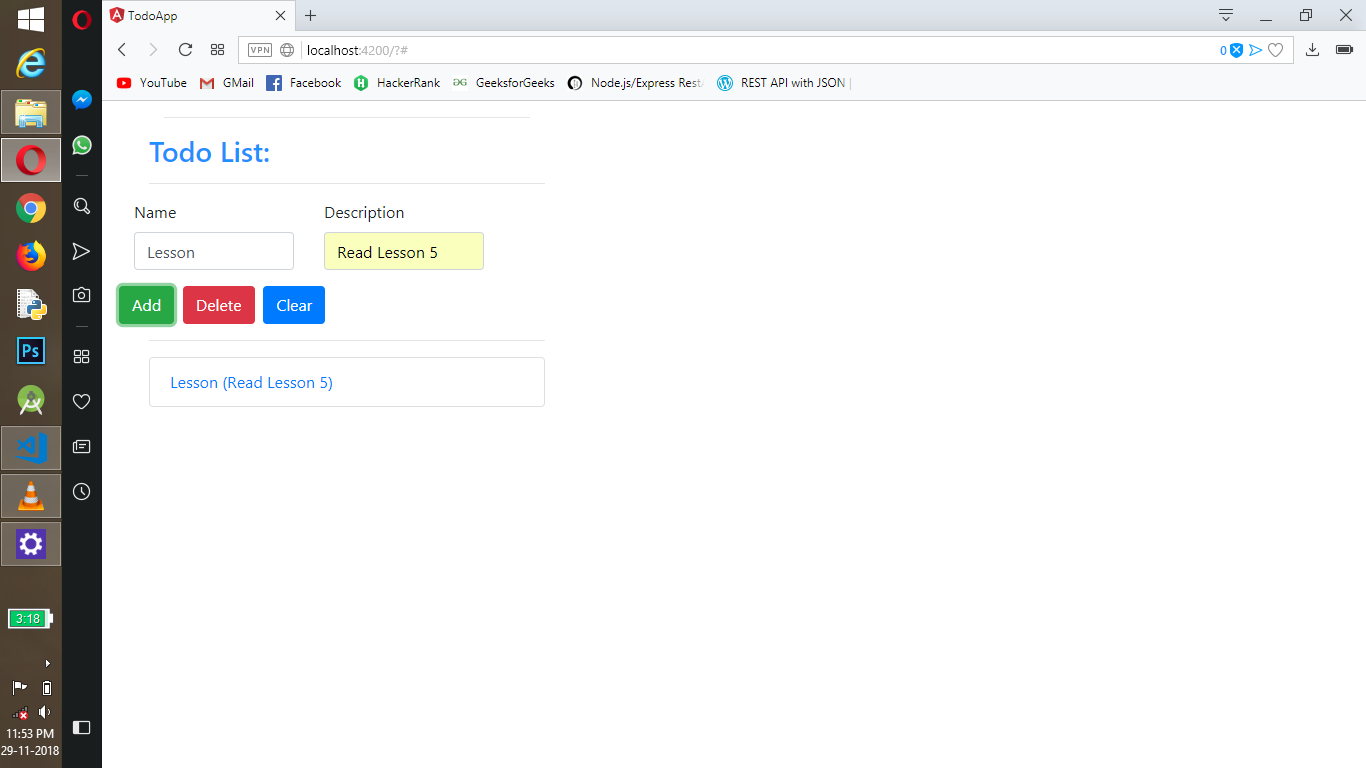 TodoApp
VPN localhost:4200/?# 0
YouTube GMail Facebook HackerRank GeeksforGeeks Node.js/Express Rest REST API with JSON |
Todo List:
Name Description
Lesson Read Lesson 5
Add Delete Clear
Lesson (Read Lesson 5)
Ps
3:18
11:53 PM
29-11-2018